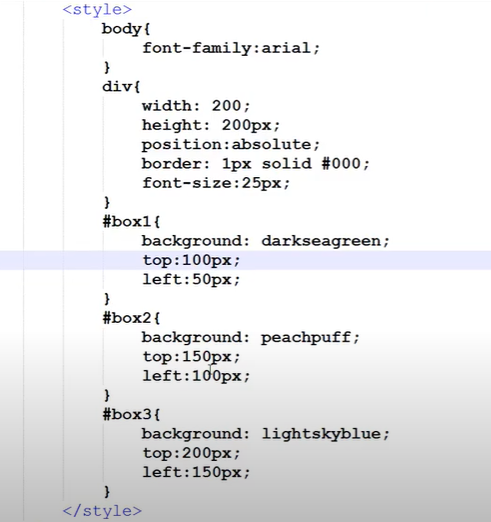 <style>
body{
font-family:arial;
}
div{
width: 200;
height: 200px;
position:absolute;
border: 1px solid #000;
font-size:25px;
}
#box1{
background: darkseagreen;
top:100px;
left:50px;
}
#box2{
background: peachpuff;
top:150px;
left:100px;
}
#box3{
background: lightskyblue;
top:200px;
left:150px;
}
</style>